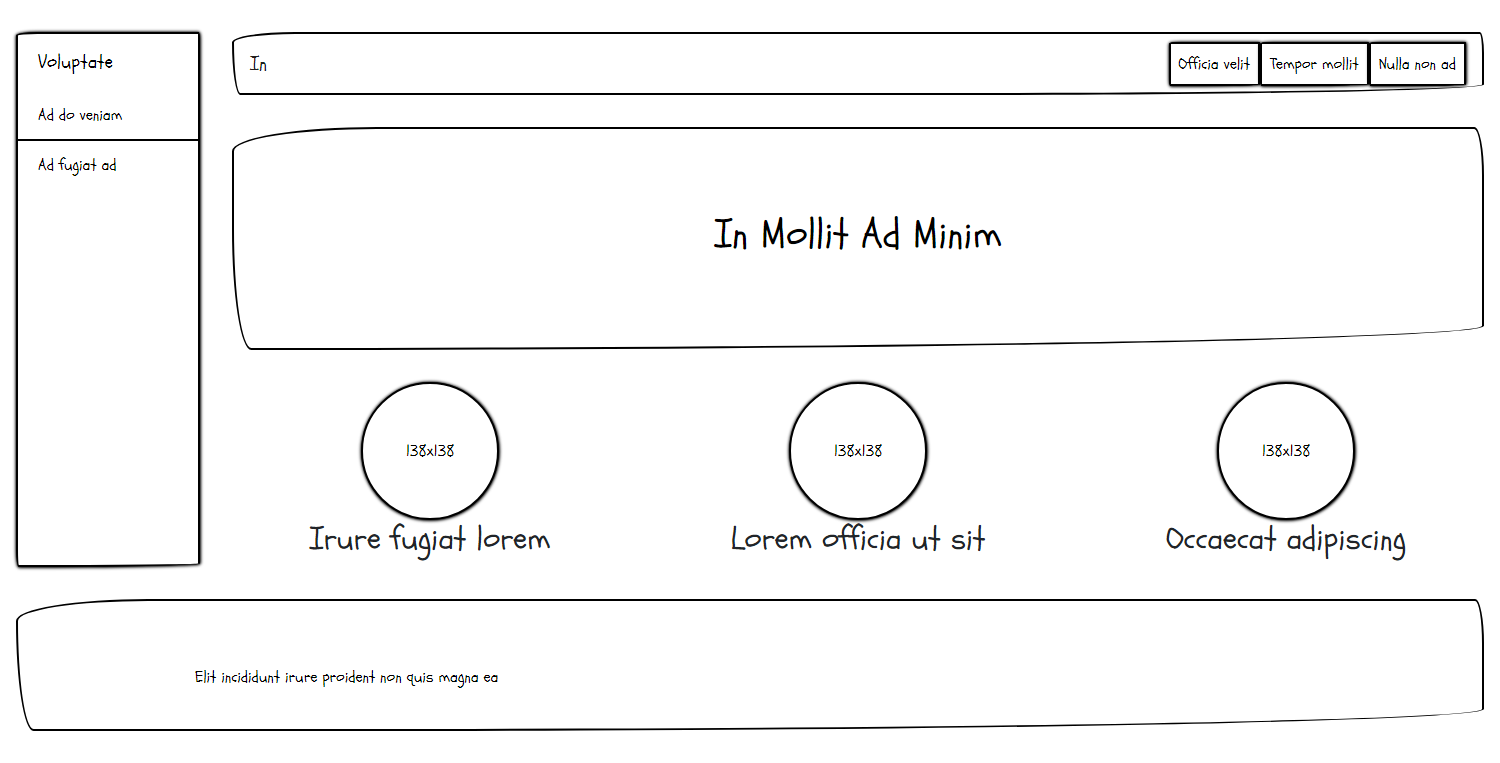 Voluptate
Ad do veniam
Ad fugiat ad
In
Officia velit
Tempor mollit
Nulla non ad
In Mollit Ad Minim
138x138
138x138
138x138
Irure fugiat lorem
Lorem officia ut sit
Occaecat adipiscing
Elit incididunt irure proident non quis magna ea